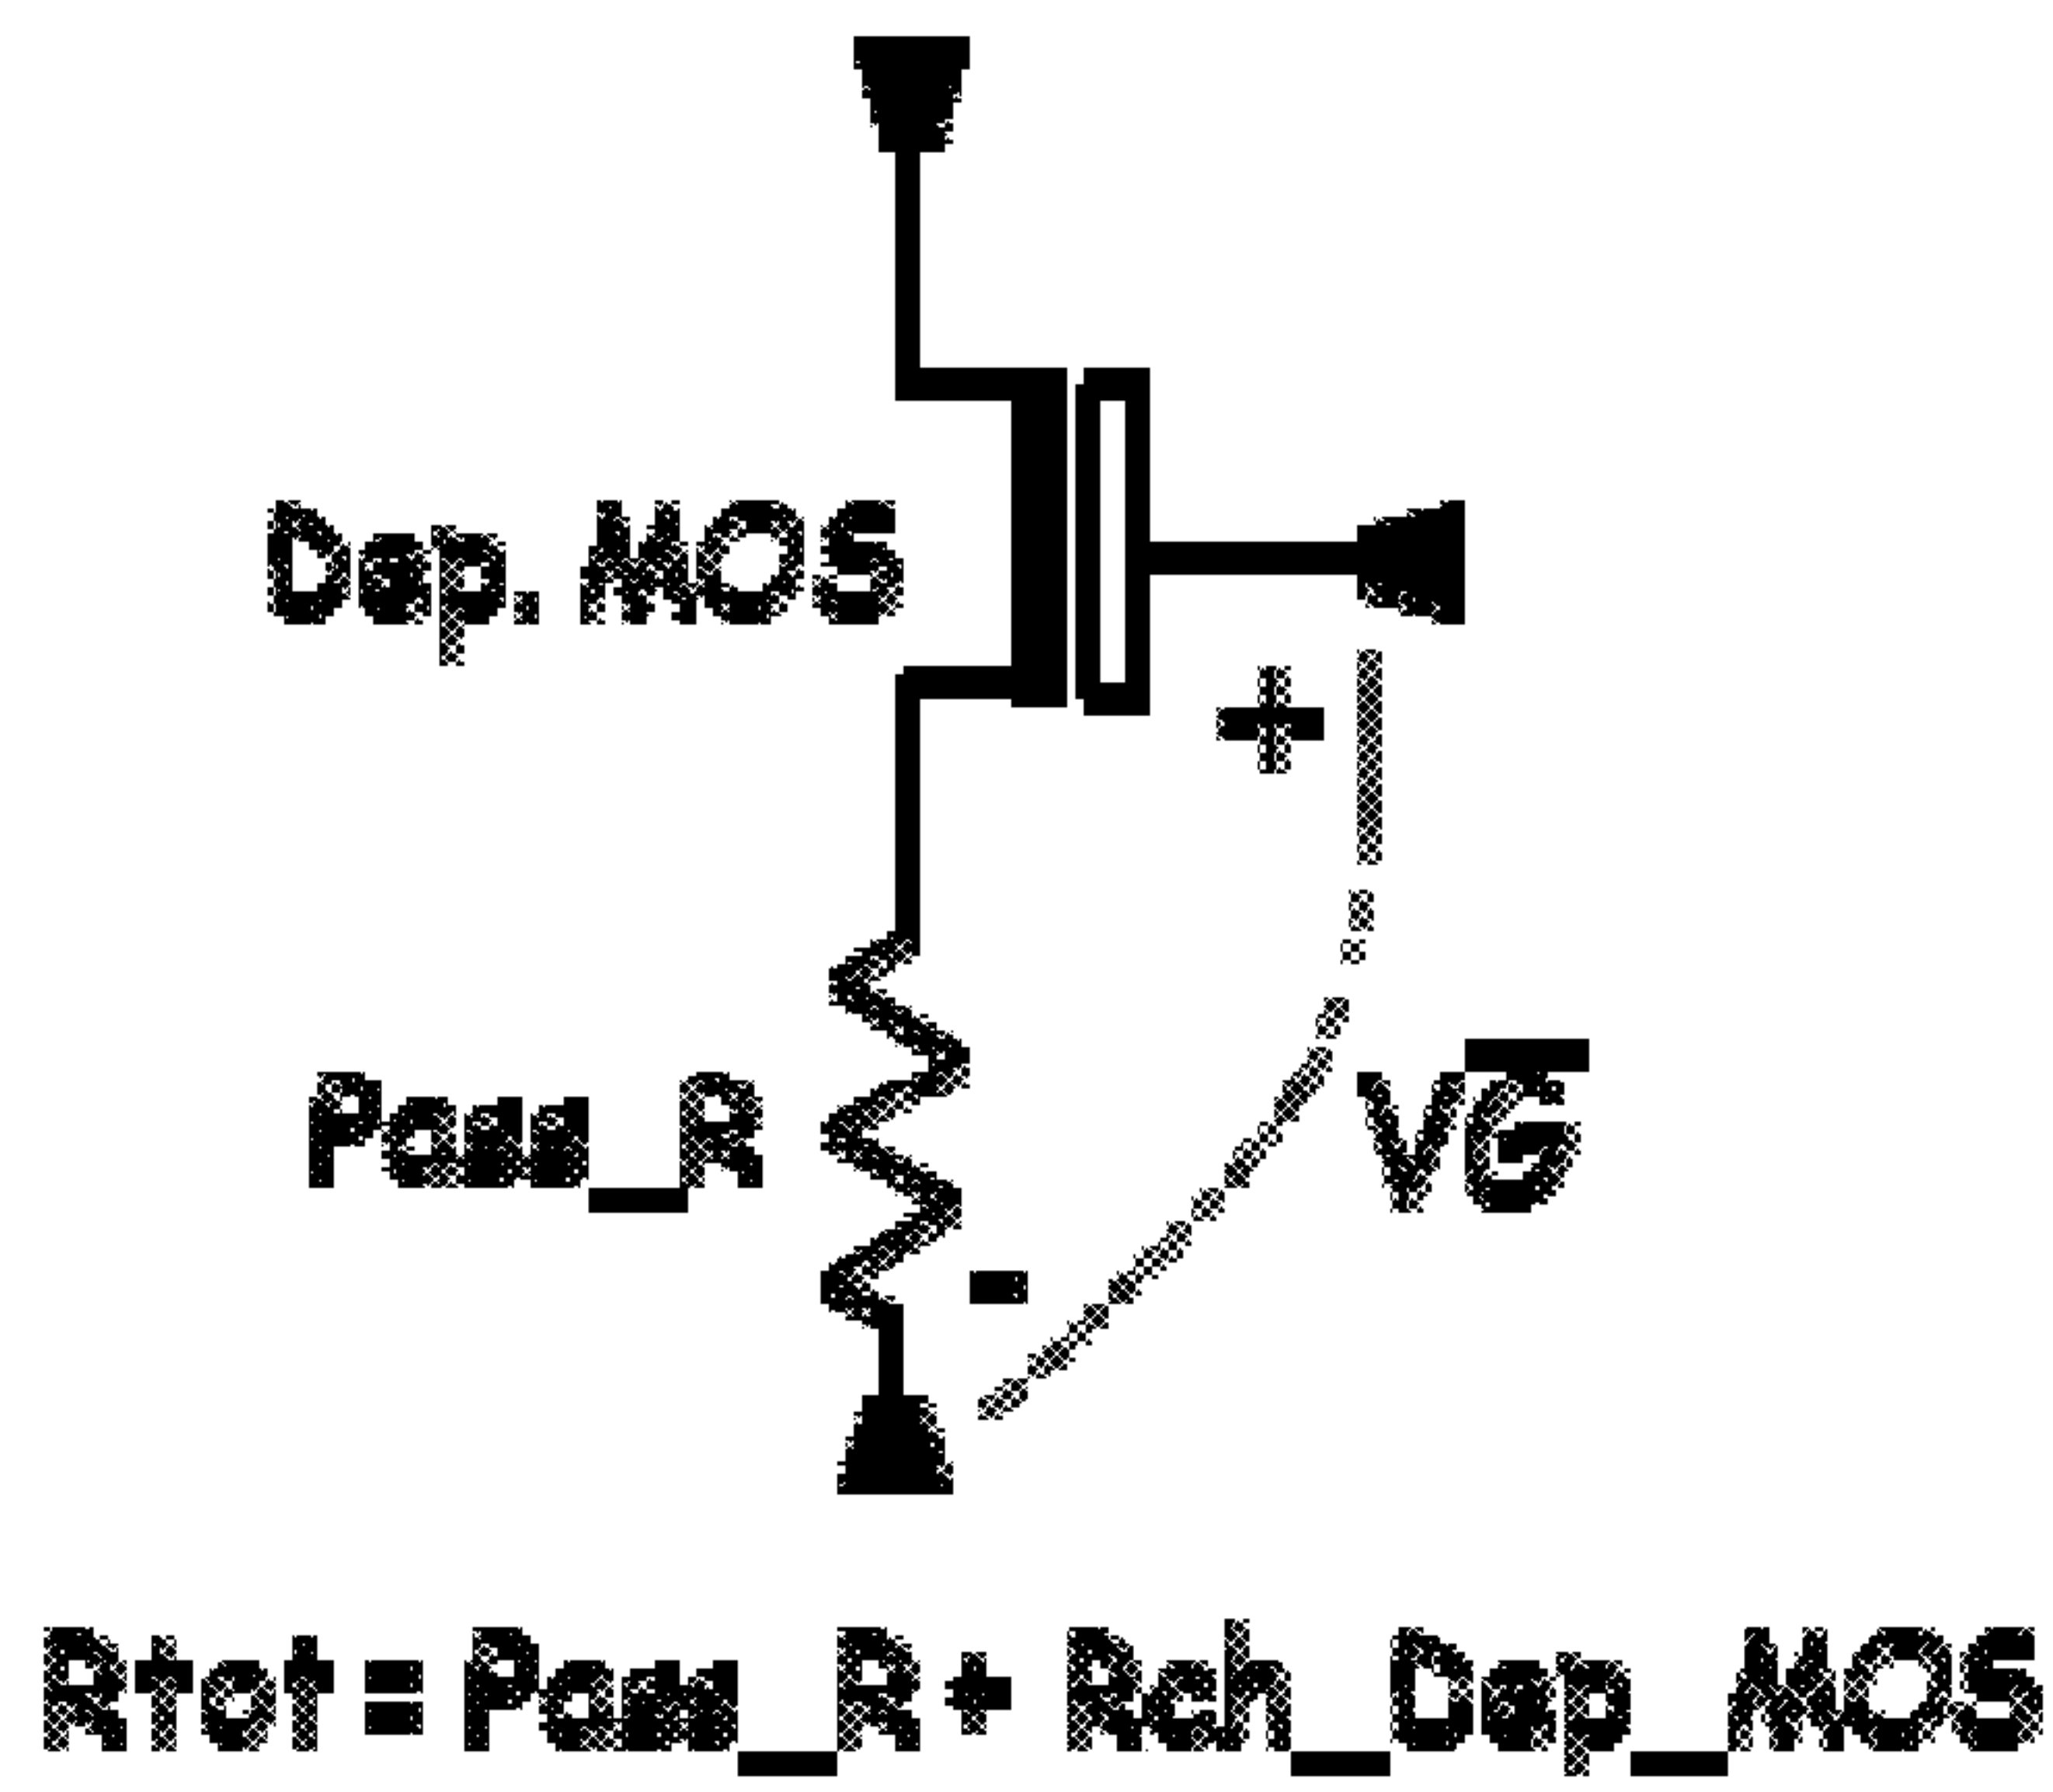 Dep. MOS
+
Pass_R
VG
-
Rtot = Pass_R + Rch_Dep_MOS